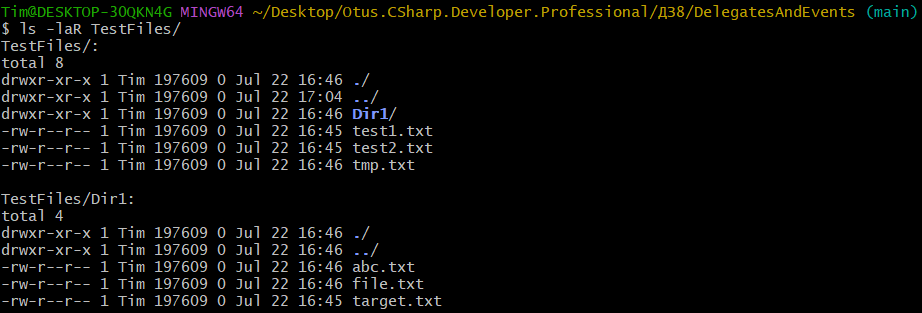 Tim@DESKTOP-3OQKN4G MINGW64 ~/Desktop/Otus.CSharp.Developer.Professional/Д38/DelegatesAndEvents (main)
$ ls -laR TestFiles/
TestFiles/:
total 8
drwxr-xr-x 1 Tim 197609 0 Jul 22 16:46 ./
drwxr-xr-x 1 Tim 197609 0 Jul 22 17:04 ../
drwxr-xr-x 1 Tim 197609 0 Jul 22 16:46 Dir1/
-rw-r--r-- 1 Tim 197609 0 Jul 22 16:45 test1.txt
-rw-r--r-- 1 Tim 197609 0 Jul 22 16:45 test2.txt
-rw-r--r-- 1 Tim 197609 0 Jul 22 16:46 tmp.txt
TestFiles/Dir1:
total 4
drwxr-xr-x 1 Tim 197609 0 Jul 22 16:46 ./
drwxr-xr-x 1 Tim 197609 0 Jul 22 16:46 ../
-rw-r--r-- 1 Tim 197609 0 Jul 22 16:46 abc.txt
-rw-r--r-- 1 Tim 197609 0 Jul 22 16:46 file.txt
-rw-r--r-- 1 Tim 197609 0 Jul 22 16:45 target.txt